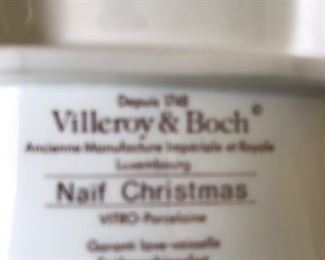 Depuis 1748
Villeroy & Boch ©
Ancienne Manufacture Impériale et Royale
Luxembourg
Naif Christmas
VITRO-Porcelaine
Garanti lave-vaisselle